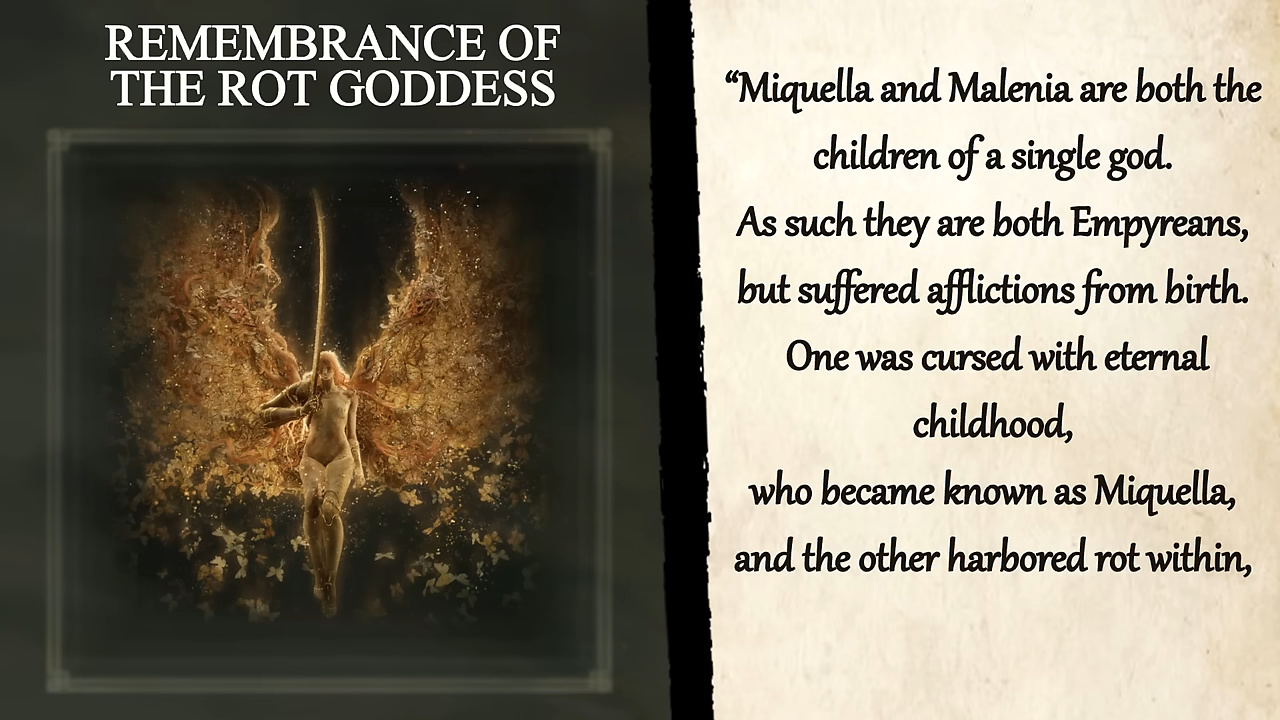 REMEMBRANCE OF
THE ROT GODDESS
“Miquella and Malenia are both the
children of a single god.
As such they are both Empyreans,
but suffered afflictions from birth.
One was cursed with eternal
childhood,
who became known as Miquella,
and the other harbored rot within,